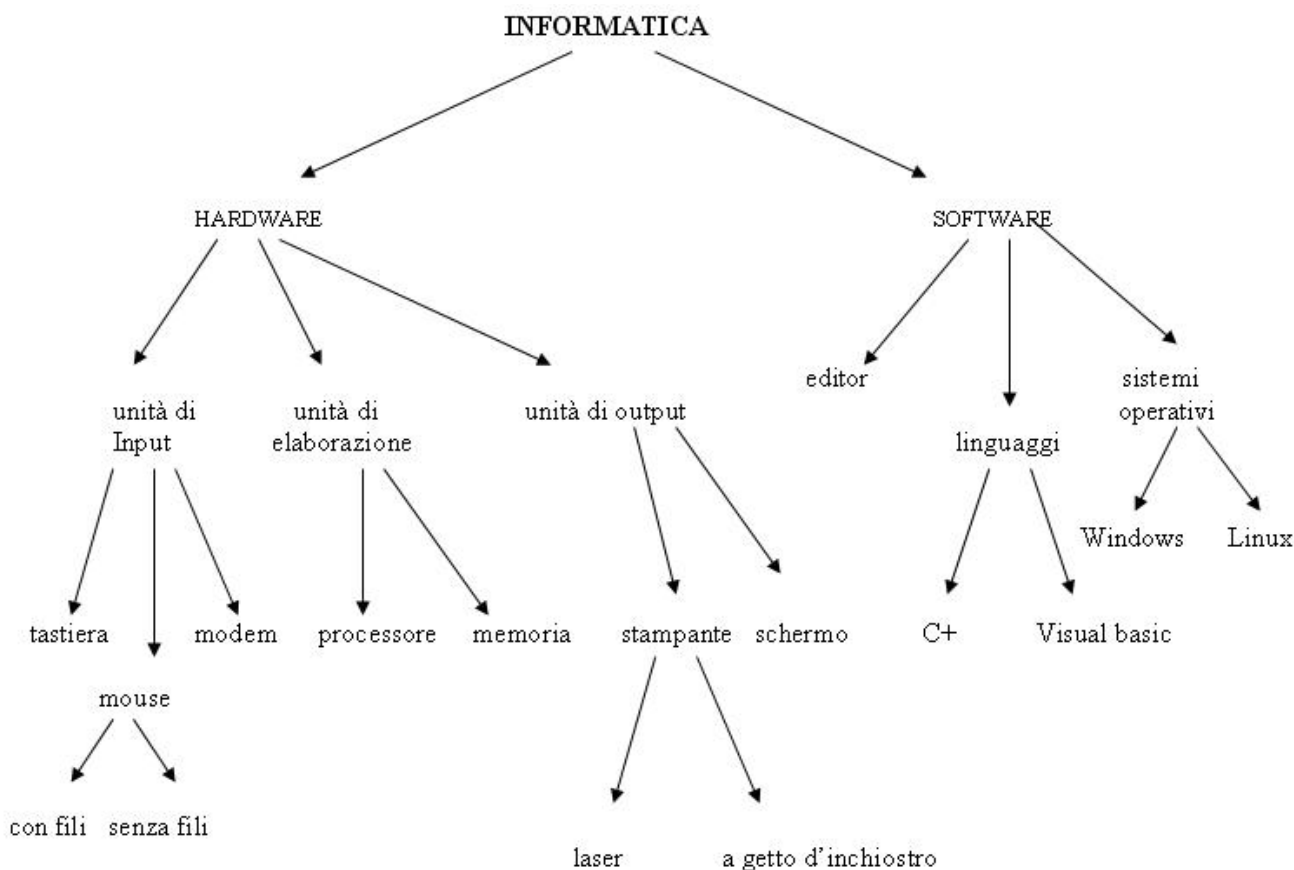 INFORMATICA
HARDWARE
SOFTWARE
editor
sistemi
operativi
unità di
Input
unità di
elaborazione
unità di output
linguaggi
Windows
Linux
tastiera
modem
processore
memoria
stampante
schermo
C+
Visual basic
mouse
con fili
senza fili
laser
a getto d'inchiostro